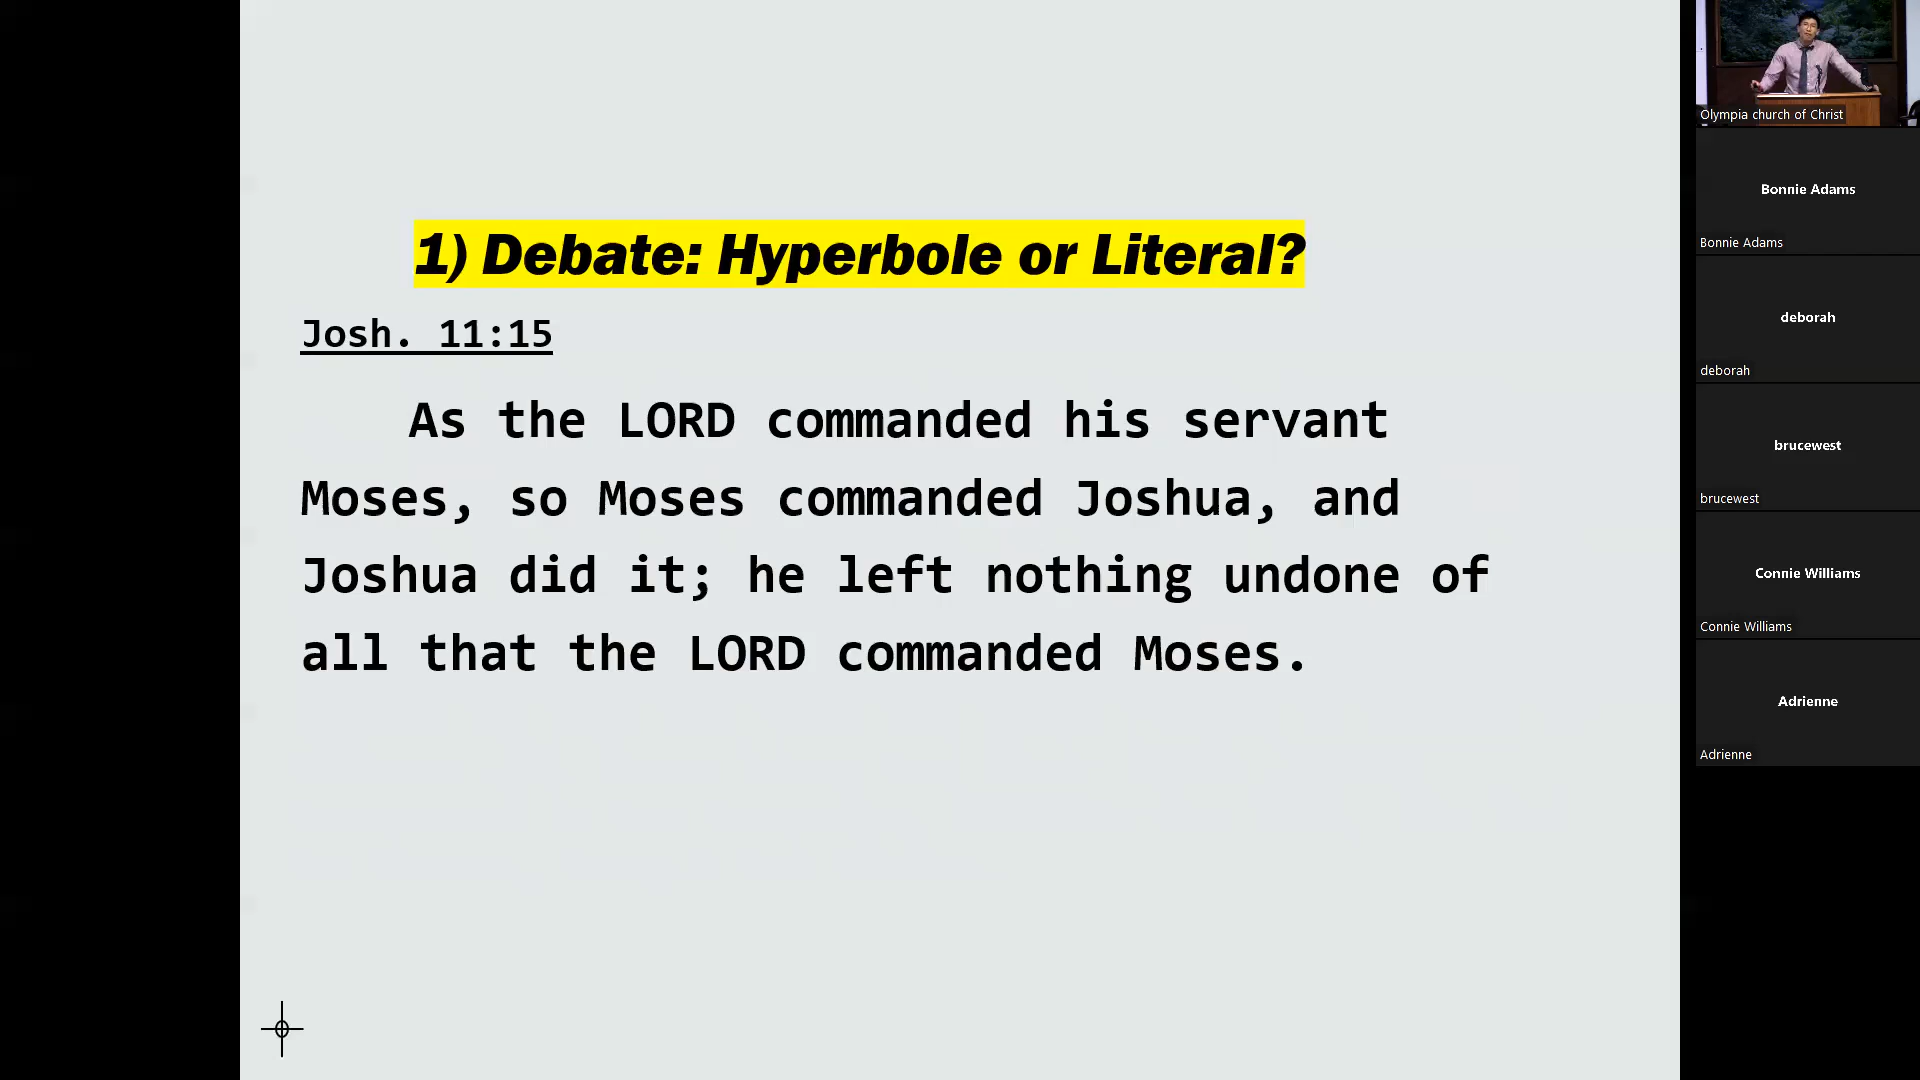 1) Debate: Hyperbole or Literal?
Josh. 11:15
As the LORD commanded his servant
Moses, so Moses commanded Joshua, and
Joshua did it; he left nothing undone of
all that the LORD commanded Moses.
Olympia church of Christ
Bonnie Adams
Bonnie Adams
deborah
deborah
brucewest
brucewest
Connie Williams
Connie Williams
Adrienne
Adrienne